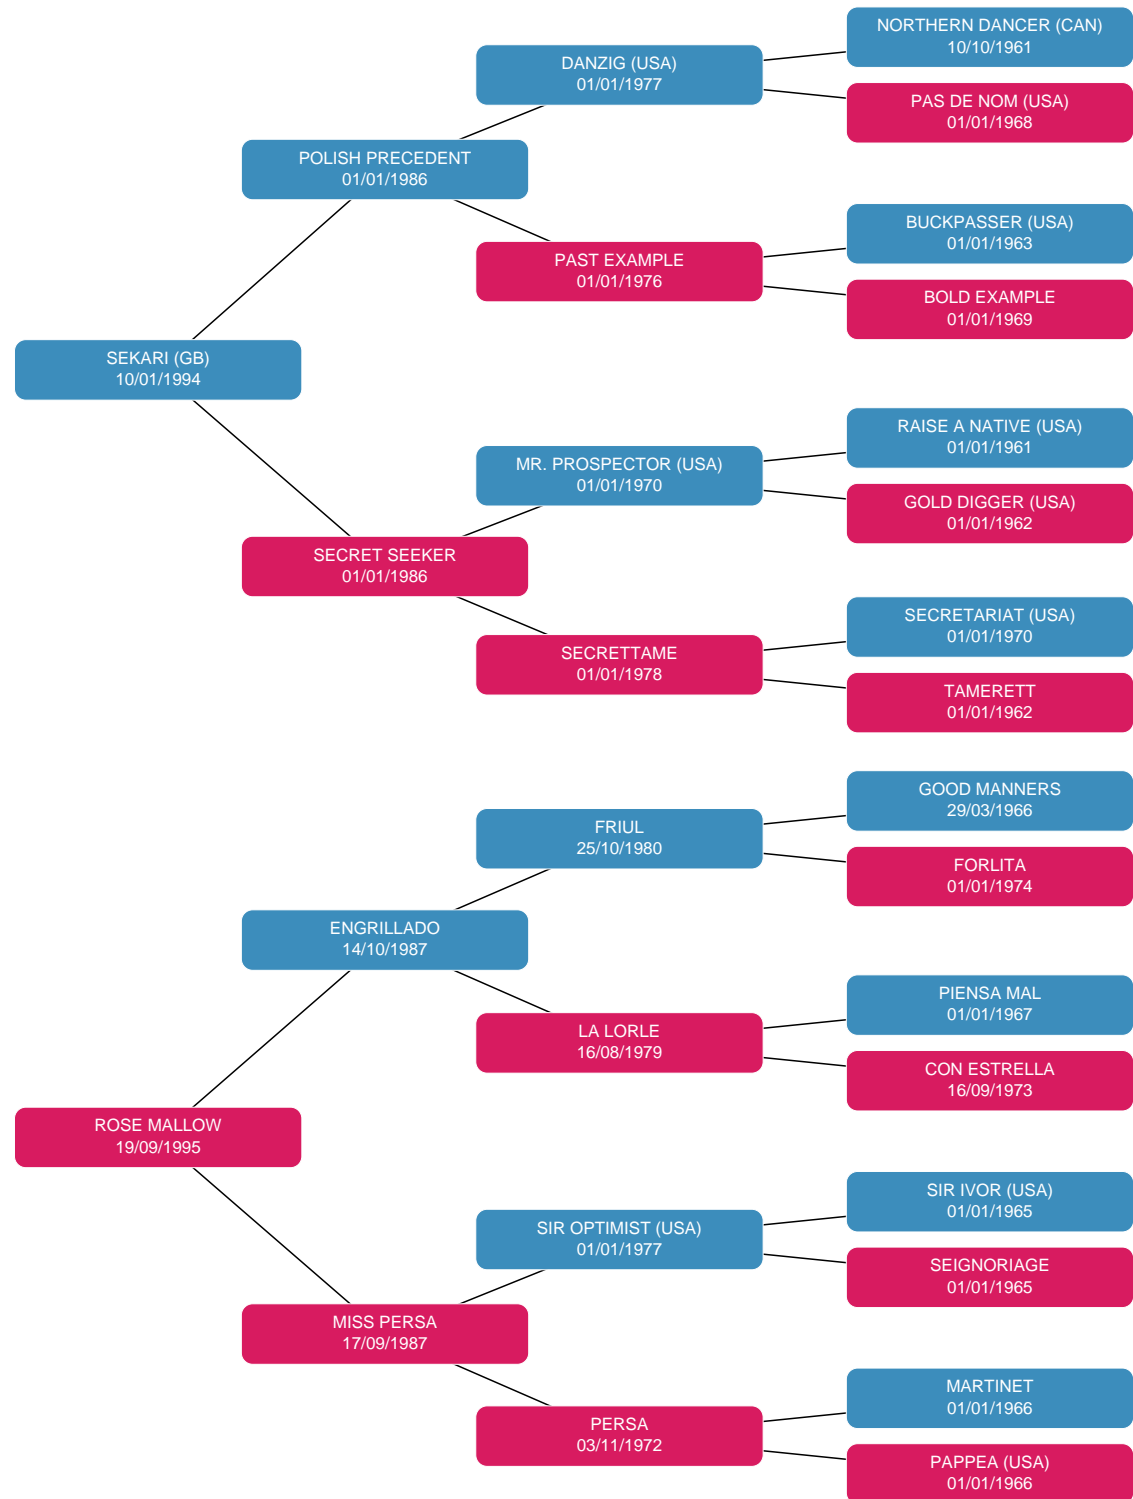 NORTHERN DANCER (CAN)
10/10/1961
DANZIG (USA)
01/01/1977
PAS DE NOM (USA)
01/01/1968
POLISH PRECEDENT
01/01/1986
BUCKPASSER (USA)
01/01/1963
PAST EXAMPLE
01/01/1976
BOLD EXAMPLE
01/01/1969
SEKARI (GB)
10/01/1994
RAISE A NATIVE (USA)
01/01/1961
MR. PROSPECTOR (USA)
01/01/1970
GOLD DIGGER (USA)
01/01/1962
SECRET SEEKER
01/01/1986
SECRETARIAT (USA)
01/01/1970
SECRETTAME
01/01/1978
TAMERETT
01/01/1962
GOOD MANNERS
29/03/1966
FRIUL
25/10/1980
FORLITA
01/01/1974
ENGRILLADO
14/10/1987
PIENSA MAL
01/01/1967
LA LORLE
16/08/1979
CON ESTRELLA
16/09/1973
ROSE MALLOW
19/09/1995
SIR IVOR (USA)
01/01/1965
SIR OPTIMIST (USA)
01/01/1977
SEIGNORIAGE
01/01/1965
MISS PERSA
17/09/1987
MARTINET
01/01/1966
PERSA
03/11/1972
PAPPEA (USA)
01/01/1966